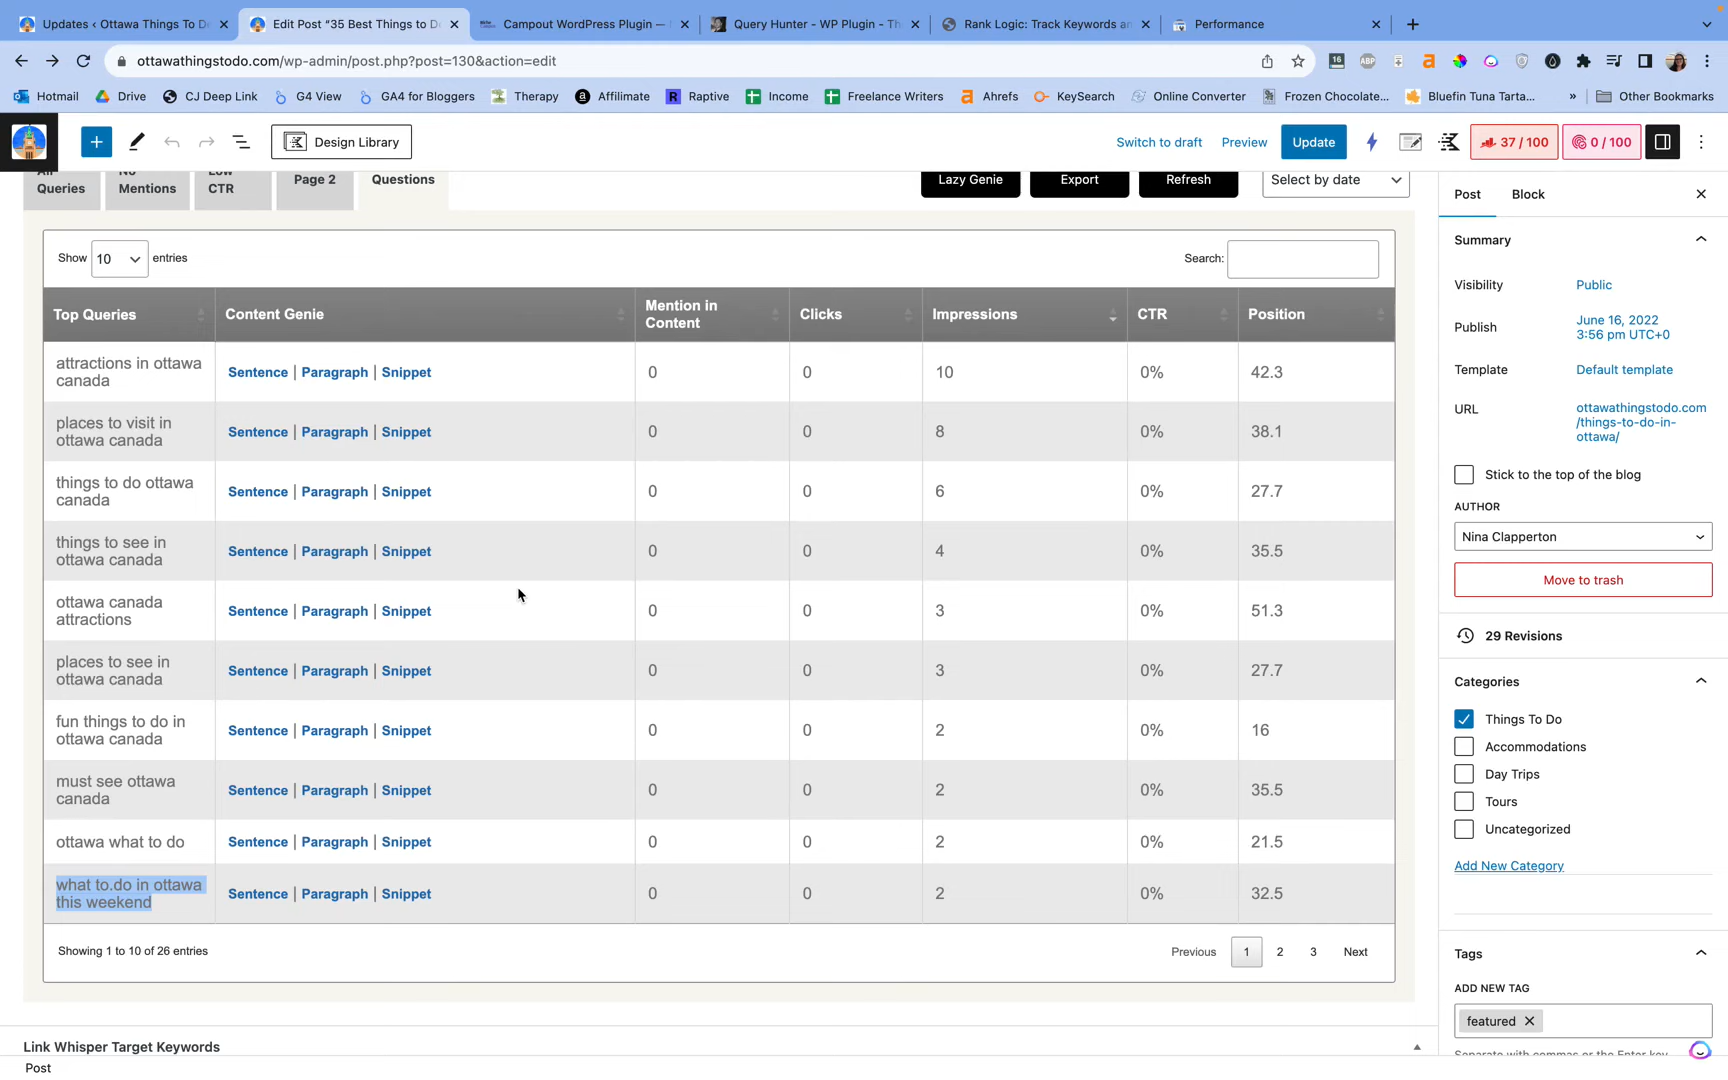 Updates ‹ Ottawa Things To D
Edit Post "35 Best Things to D
Campout WordPress Plugin —
Query Hunter - WP Plugin - Th
Rank Logic: Track Keywords an
Performance
ottawathingstodo.com/wp-admin/post.php?post=130&action=edit
16
ABP
Hotmail
Drive
CJ Deep Link
G4 View
GA4 for Bloggers
Therapy
Affilimate
Raptive
Income
Freelance Writers
Ahrefs
KeySearch
Online Converter
Frozen Chocolate...
Bluefin Tuna Tarta...
»
Other Bookmarks
Design Library
Switch to draft
Preview
Update
37 / 100
0 / 100
All Queries
No Mentions
Low CTR
Page 2
Questions
Lazy Genie
Export
Refresh
Select by date
Show 10 entries
Search:
Top Queries
Content Genie
Mention in Content
Clicks
Impressions
CTR
Position
attractions in ottawa canada
Sentence | Paragraph | Snippet
0
0
10
0%
42.3
places to visit in ottawa canada
Sentence | Paragraph | Snippet
0
0
8
0%
38.1
things to do ottawa canada
Sentence | Paragraph | Snippet
0
0
6
0%
27.7
things to see in ottawa canada
Sentence | Paragraph | Snippet
0
0
4
0%
35.5
ottawa canada attractions
Sentence | Paragraph | Snippet
0
0
3
0%
51.3
places to see in ottawa canada
Sentence | Paragraph | Snippet
0
0
3
0%
27.7
fun things to do in ottawa canada
Sentence | Paragraph | Snippet
0
0
2
0%
16
must see ottawa canada
Sentence | Paragraph | Snippet
0
0
2
0%
35.5
ottawa what to do
Sentence | Paragraph | Snippet
0
0
2
0%
21.5
what to.do in ottawa this weekend
Sentence | Paragraph | Snippet
0
0
2
0%
32.5
Showing 1 to 10 of 26 entries
Previous
1
2
3
Next
Link Whisper Target Keywords
Post
Post
Block
Summary
Visibility
Public
Publish
June 16, 2022
3:56 pm UTC+0
Template
Default template
URL
ottawathingstodo.com
/things-to-do-in-
ottawa/
Stick to the top of the blog
AUTHOR
Nina Clapperton
Move to trash
29 Revisions
Categories
Things To Do
Accommodations
Day Trips
Tours
Uncategorized
Add New Category
Tags
ADD NEW TAG
featured
Separate with commas or the Enter key